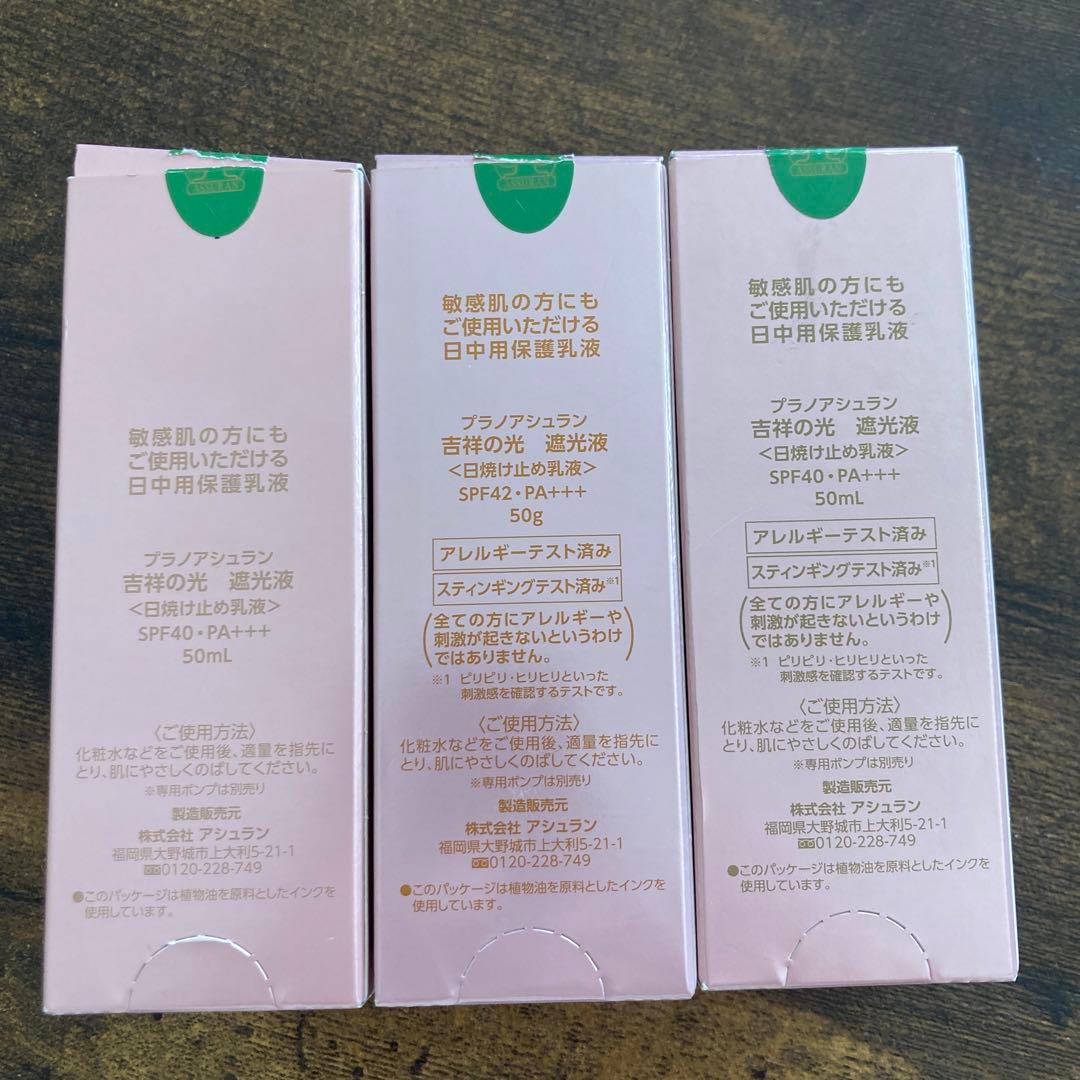 ASSURAN
敏感肌の方にも
ご使用いただける
日中用保護乳液
プラノアシュラン
吉祥の光　遮光液
<日焼け止め乳液>
SPF40・PA+++
50mL
〈ご使用方法〉
化粧水などをご使用後、適量を指先に
とり、肌にやさしくのばしてください。
※専用ポンプは別売り
製造販売元
株式会社 アシュラン
福岡県大野城市上大利5-21-1
0120-228-749
●このパッケージは植物油を原料としたインクを
使用しています。
敏感肌の方にも
ご使用いただける
日中用保護乳液
プラノアシュラン
吉祥の光　遮光液
<日焼け止め乳液>
SPF42・PA+++
50g
アレルギーテスト済み
スティンギングテスト済み※1
(全ての方にアレルギーや
刺激が起きないというわけ
ではありません。)
※1 ピリピリ・ヒリヒリといった
刺激感を確認するテストです。
〈ご使用方法〉
化粧水などをご使用後、適量を指先に
とり、肌にやさしくのばしてください。
※専用ポンプは別売り
製造販売元
株式会社 アシュラン
福岡県大野城市上大利5-21-1
0120-228-749
●このパッケージは植物油を原料としたインクを
使用しています。
ASSURAN
敏感肌の方にも
ご使用いただける
日中用保護乳液
プラノアシュラン
吉祥の光　遮光液
<日焼け止め乳液>
SPF40・PA+++
50mL
アレルギーテスト済み
スティンギングテスト済み※1
(全ての方にアレルギーや
刺激が起きないというわけ
ではありません。)
※1 ピリピリ・ヒリヒリといった
刺激感を確認するテストです。
〈ご使用方法〉
化粧水などをご使用後、適量を指先に
とり、肌にやさしくのばしてください。
※専用ポンプは別売り
製造販売元
株式会社 アシュラン
福岡県大野城市上大利5-21-1
0120-228-749
●このパッケージは植物油を原料としたインクを
使用しています。